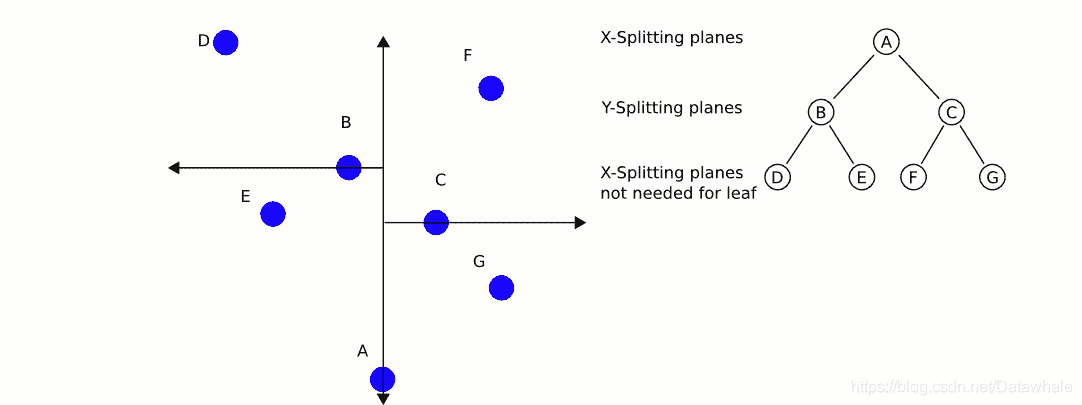 D
F
B
C
E
G
A
X-Splitting planes
A
Y-Splitting planes
B
C
X-Splitting planes
not needed for leaf
D
E
F
G
https://blog.csdn.net/Datawhale